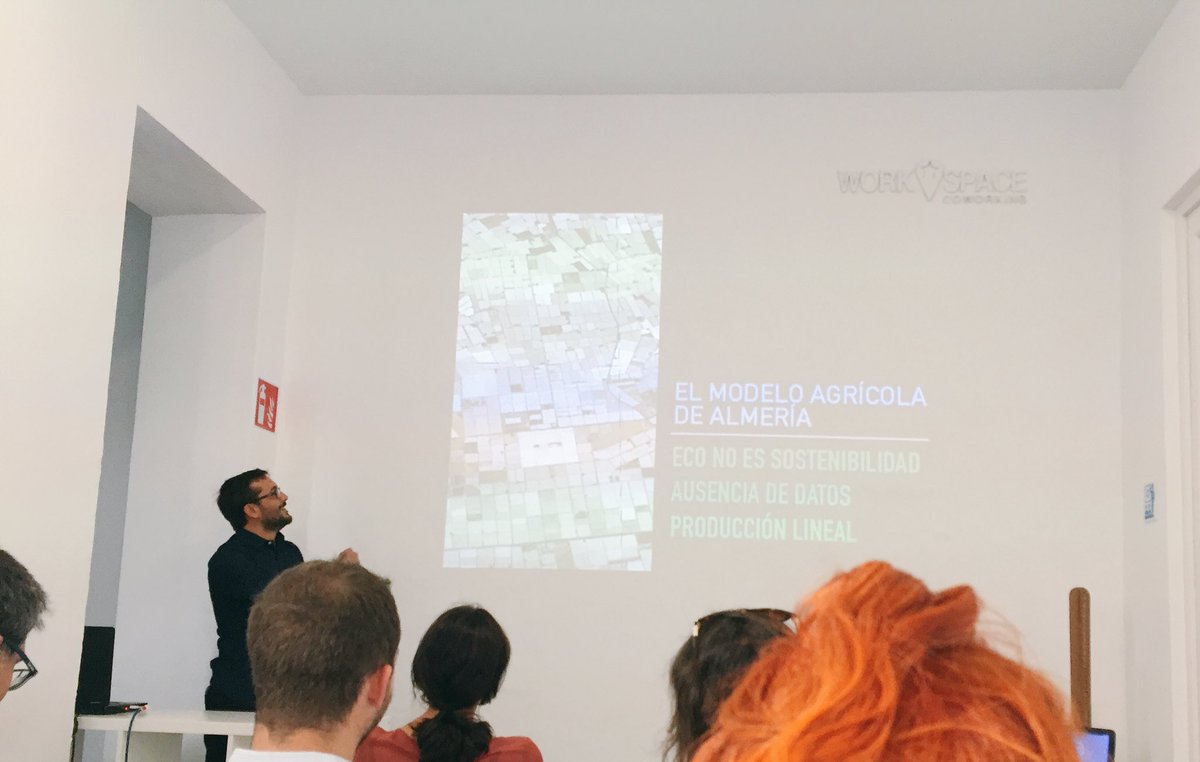 WORK SPACE
COWORKING
EL MODELO AGRÍCOLA
DE ALMERÍA
ECO NO ES SOSTENIBILIDAD
AUSENCIA DE DATOS
PRODUCCIÓN LINEAL